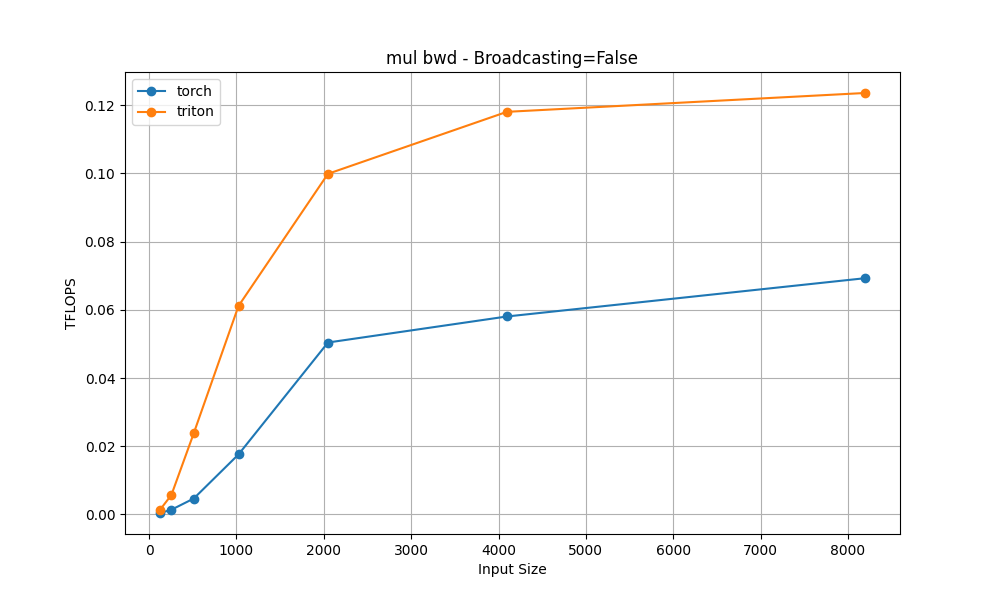 mul bwd - Broadcasting=False
torch
triton
TFLOPS
0.12
0.10
0.08
0.06
0.04
0.02
0.00
0 1000 2000 3000 4000 5000 6000 7000 8000
Input Size